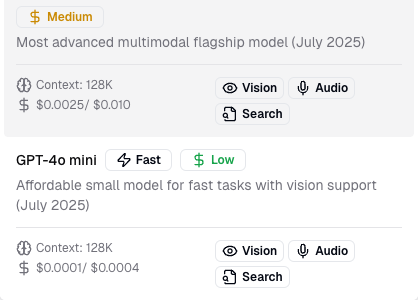 Medium
Most advanced multimodal flagship model (July 2025)
Context: 128K
Vision
Audio
$0.0025/ $0.010
Search
GPT-4o mini
Fast
Low
Affordable small model for fast tasks with vision support
(July 2025)
Context: 128K
Vision
Audio
$0.0001/ $0.0004
Search